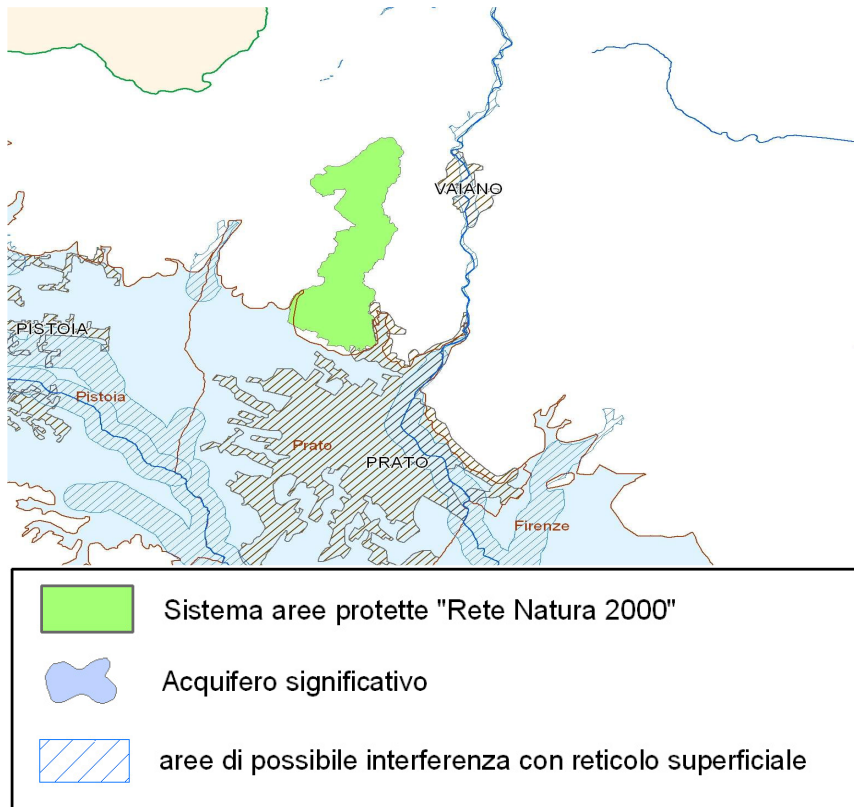 VAIANO
PISTOIA
Pistoia
Prato
PRATO
Firenze
Sistema aree protette "Rete Natura 2000"
Acquifero significativo
aree di possibile interferenza con reticolo superficiale